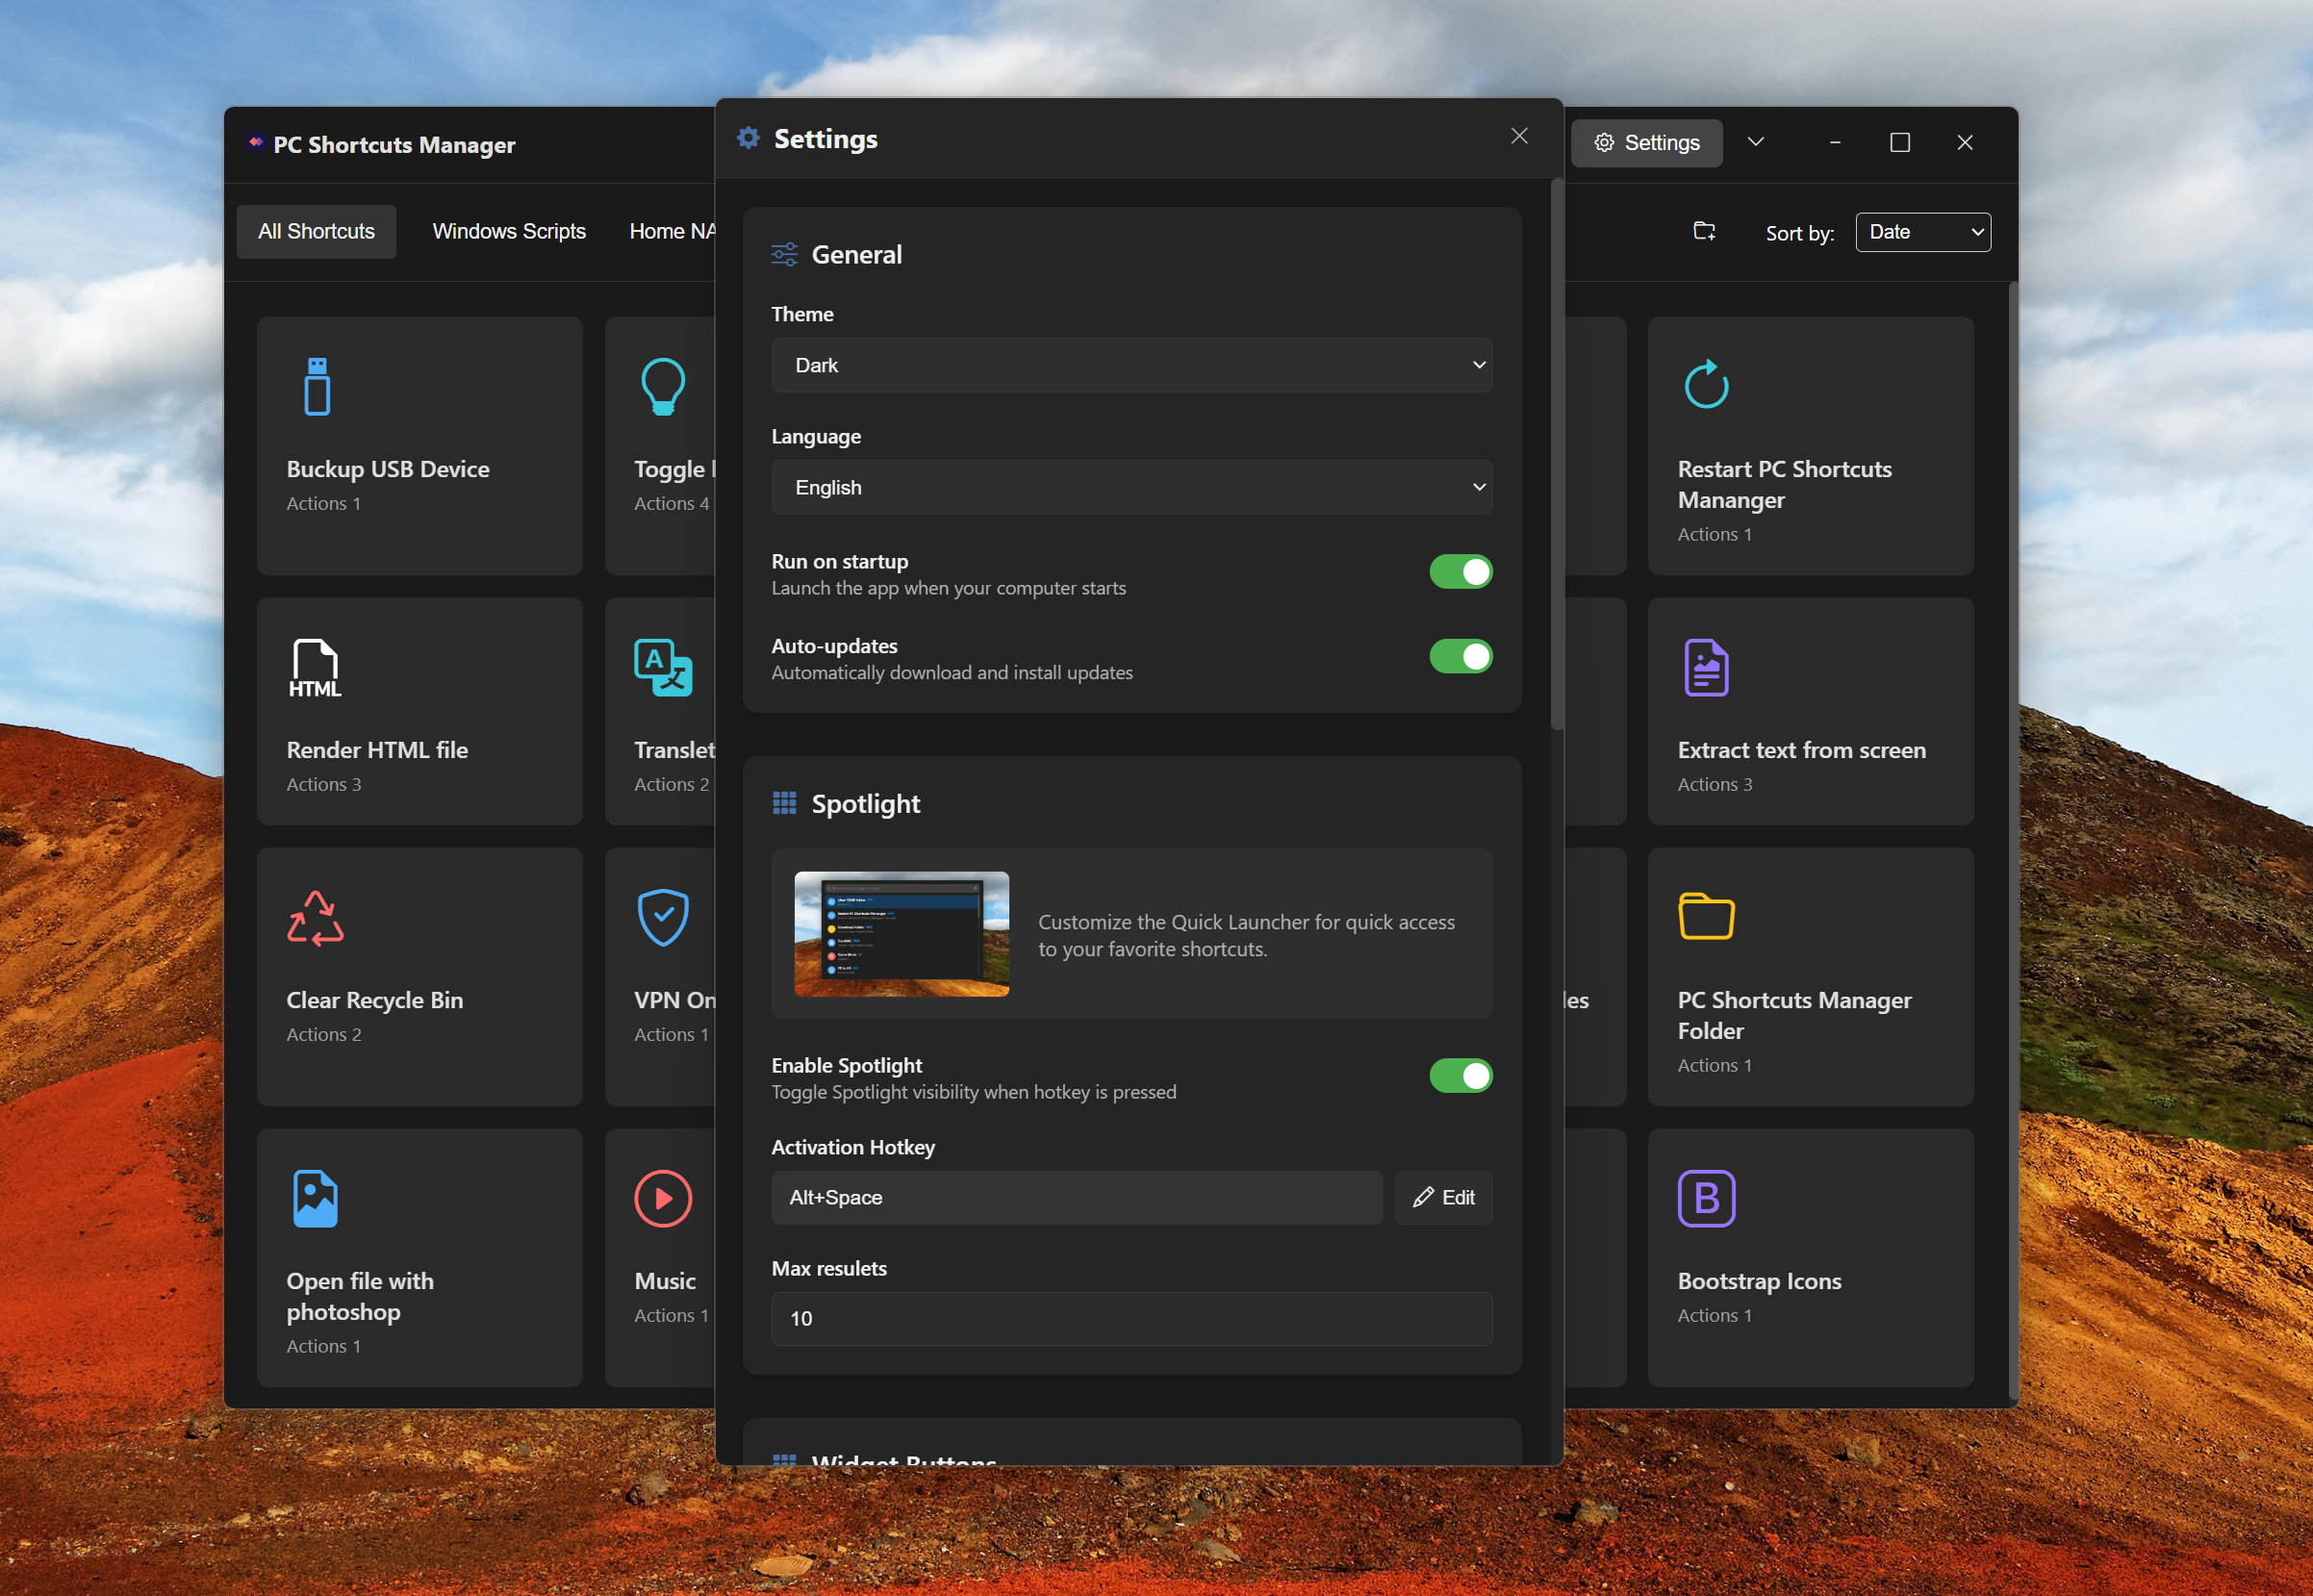 PC Shortcuts Manager
Settings
All Shortcuts
Windows Scripts
Home NA
Sort by:
Date
Buckup USB Device
Actions 1
Toggle
Actions 4
Restart PC Shortcuts
Mananger
Actions 1
Render HTML file
Actions 3
HTML
Translet
Actions 2
Extract text from screen
Actions 3
Clear Recycle Bin
Actions 2
VPN On
Actions 1
les
PC Shortcuts Manager
Folder
Actions 1
Open file with
photoshop
Actions 1
Music
Actions 1
Bootstrap Icons
Actions 1
Settings
General
Theme
Dark
Language
English
Run on startup
Launch the app when your computer starts
Auto-updates
Automatically download and install updates
Spotlight
Customize the Quick Launcher for quick access
to your favorite shortcuts.
Enable Spotlight
Toggle Spotlight visibility when hotkey is pressed
Activation Hotkey
Alt+Space
Edit
Max resulets
10
Widget Buttons